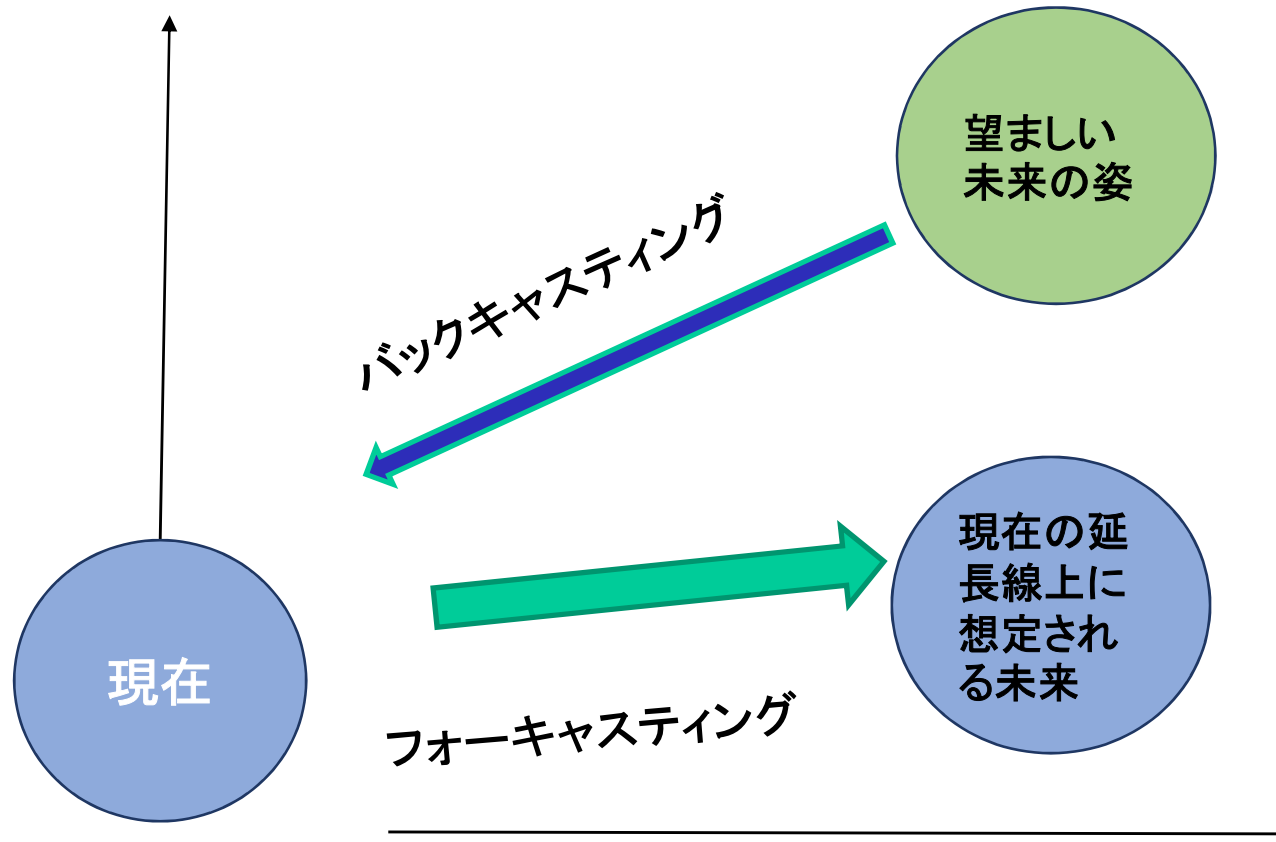 望ましい
未来の姿
バックキャスティング
現在の延
長線上に
想定され
る未来
現在
フォーキャスティング